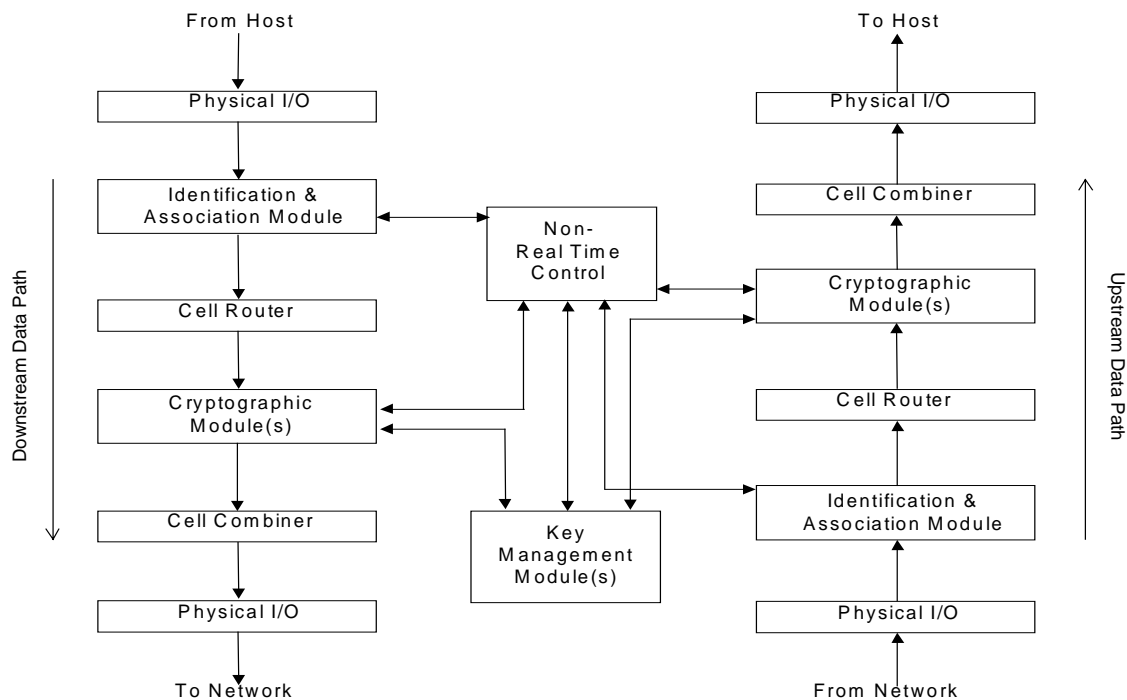 From Host
Physical I/O
Identification &
Association Module
Cell Router
Cryptographic
Module(s)
Cell Combiner
Physical I/O
To Network
Downstream Data Path
Non-
Real Time
Control
Key
Management
Module(s)
To Host
Physical I/O
Cell Combiner
Cryptographic
Module(s)
Cell Router
Identification &
Association Module
Physical I/O
From Network
Upstream Data Path